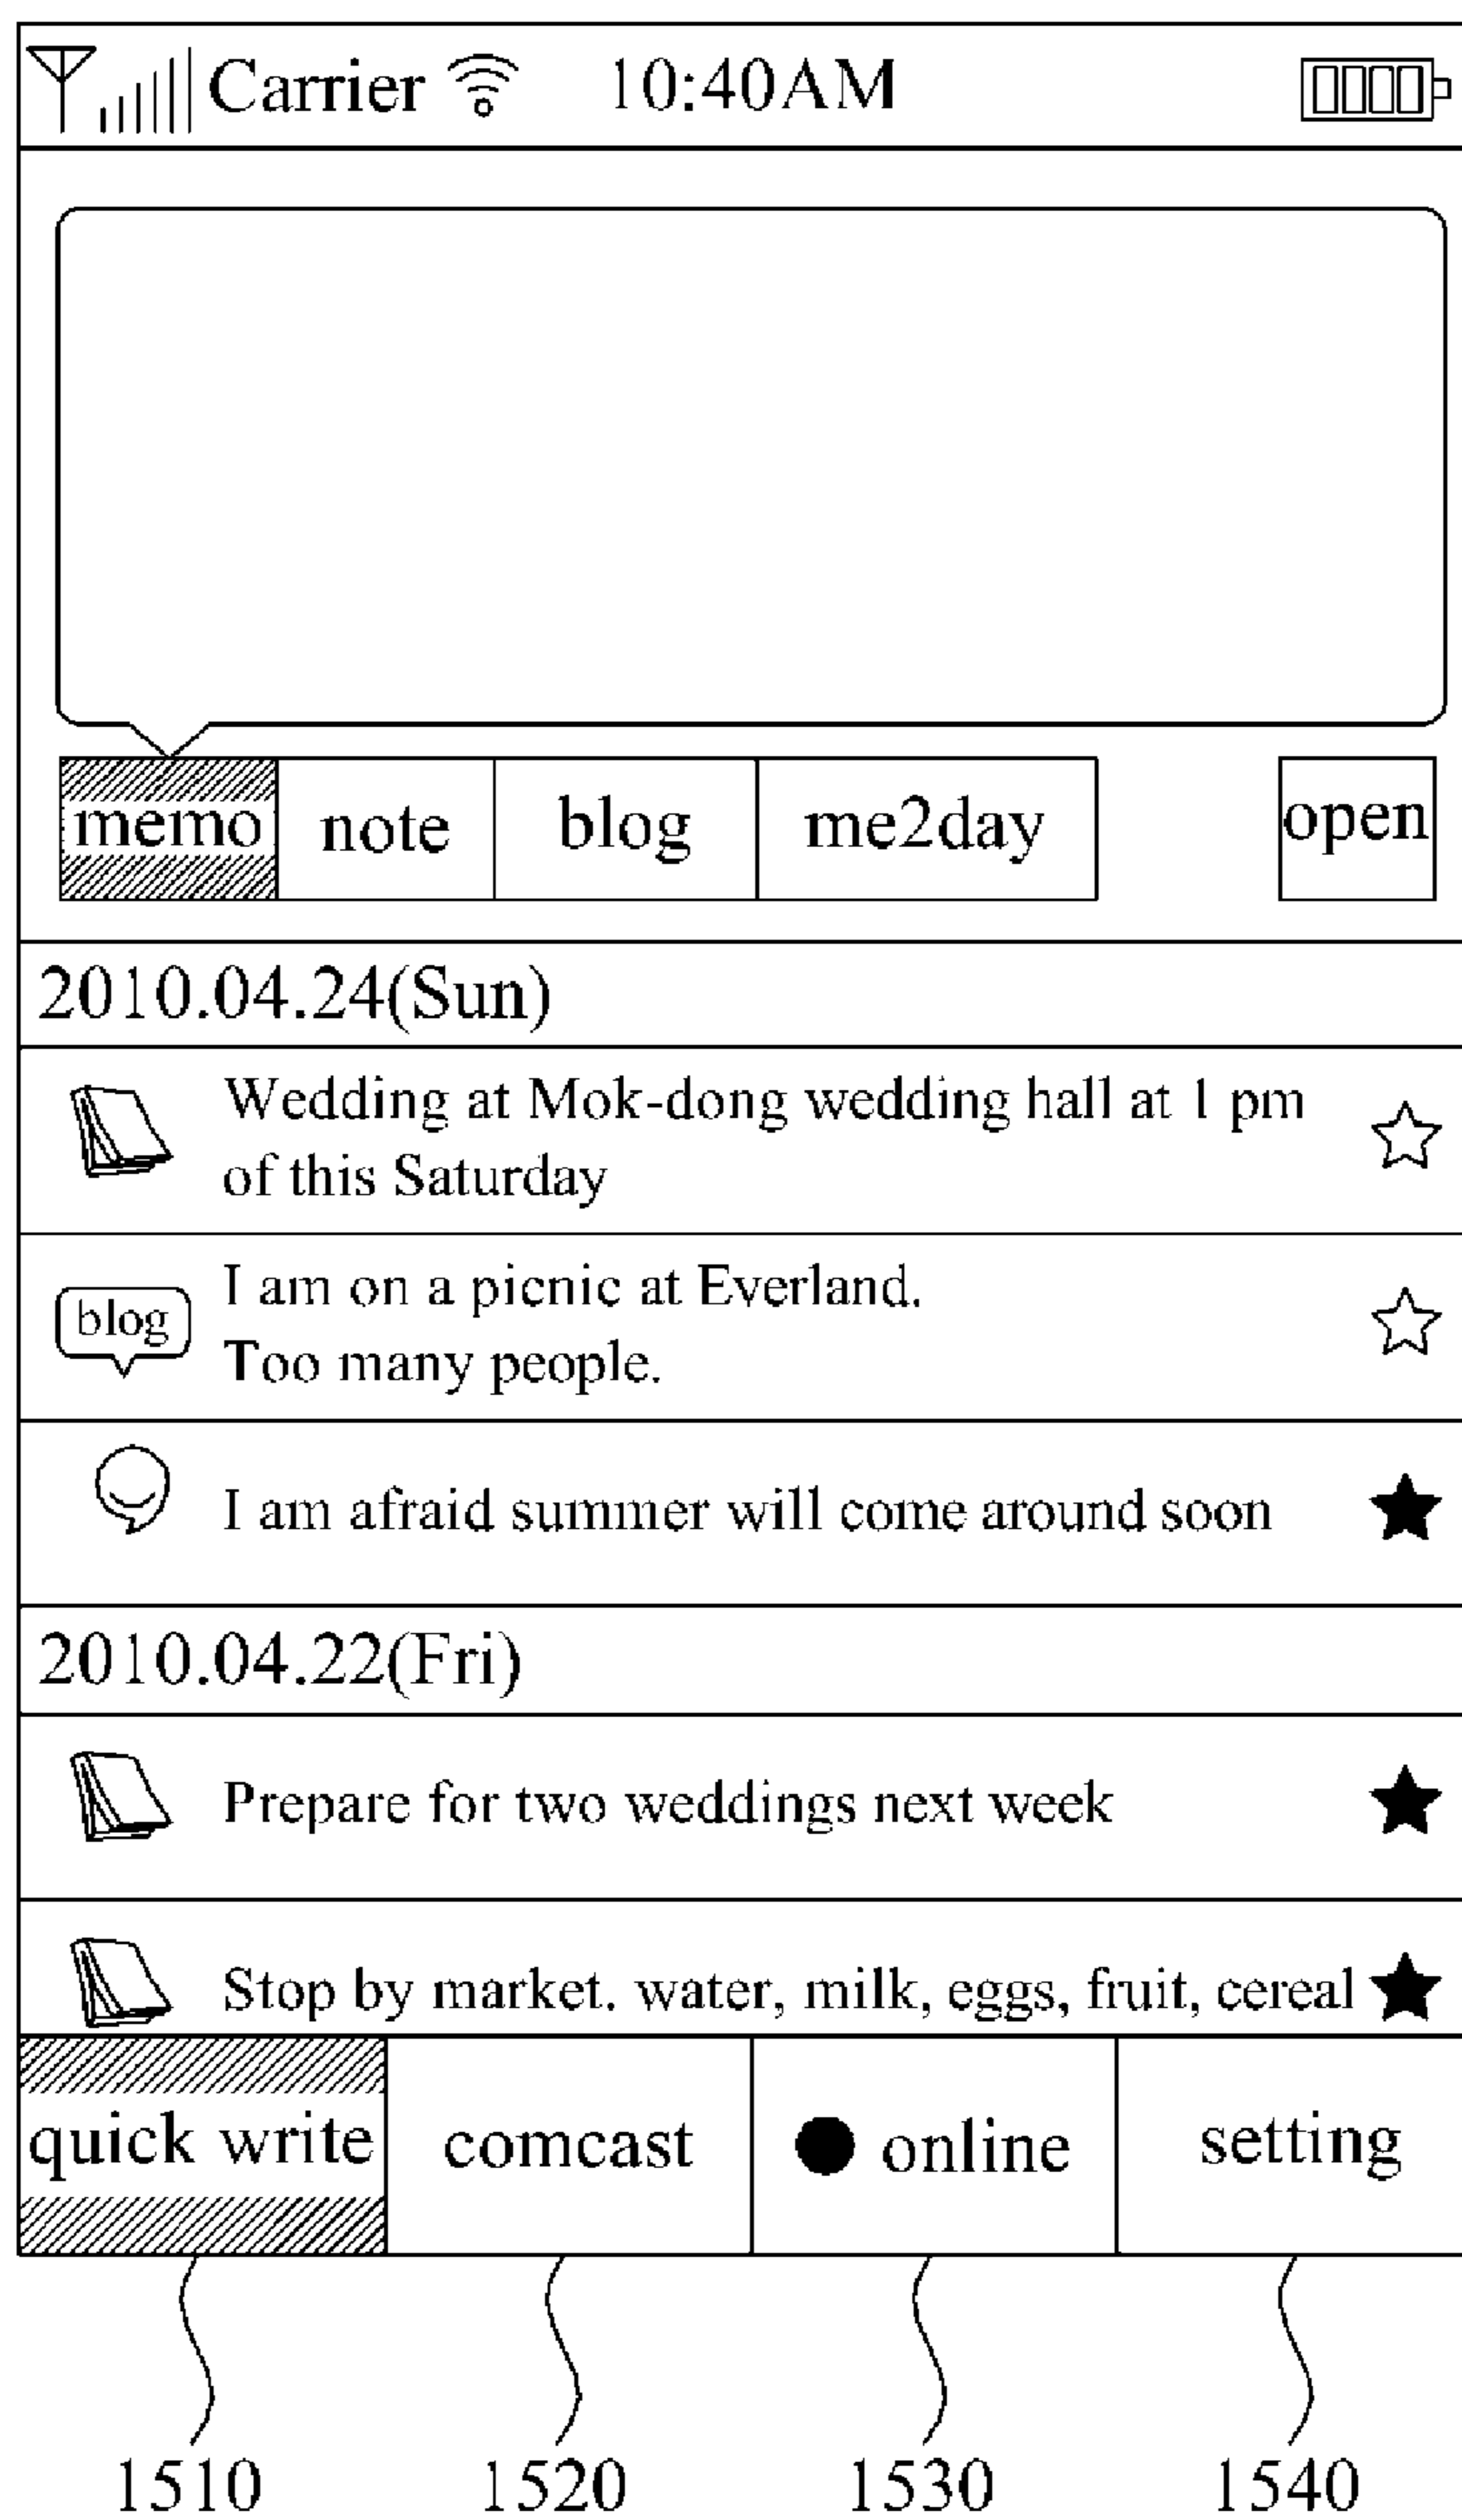 Carrier 10:40AM
memo note blog me2day open
2010.04.24(Sun)
Wedding at Mok-dong wedding hall at 1 pm
of this Saturday
blog
I am on a picnic at Everland.
Too many people.
I am afraid summer will come around soon
2010.04.22(Fri)
Prepare for two weddings next week
Stop by market. water, milk, eggs, fruit, cereal
quick write comcast online setting
1510 1520 1530 1540